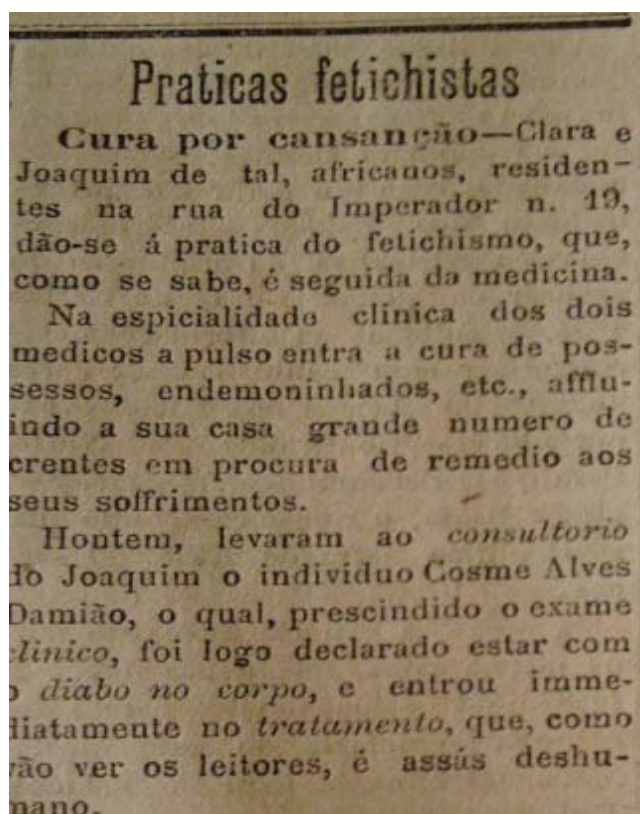 Praticas fetichistas
Cura por cansanção—Clara e
Joaquim de tal, africanos, residen-
tes na rua do Imperador n. 19,
dão-se á pratica do fetichismo, que,
como se sabe, é seguida da medicina.
Na espicialidade clinica dos dois
medicos a pulso entra a cura de pos-
sessos, endemoninhados, etc., afflu-
indo a sua casa grande numero de
crentes em procura de remedio aos
seus soffrimentos.
Hontem, levaram ao consultorio
do Joaquim o individuo Cosme Alves
Damião, o qual, prescindido o exame
clinico, foi logo declarado estar com
o diabo no corpo, e entrou imme
diatamente no tratamento, que, como
vão ver os leitores, é assás deshu-
mano.